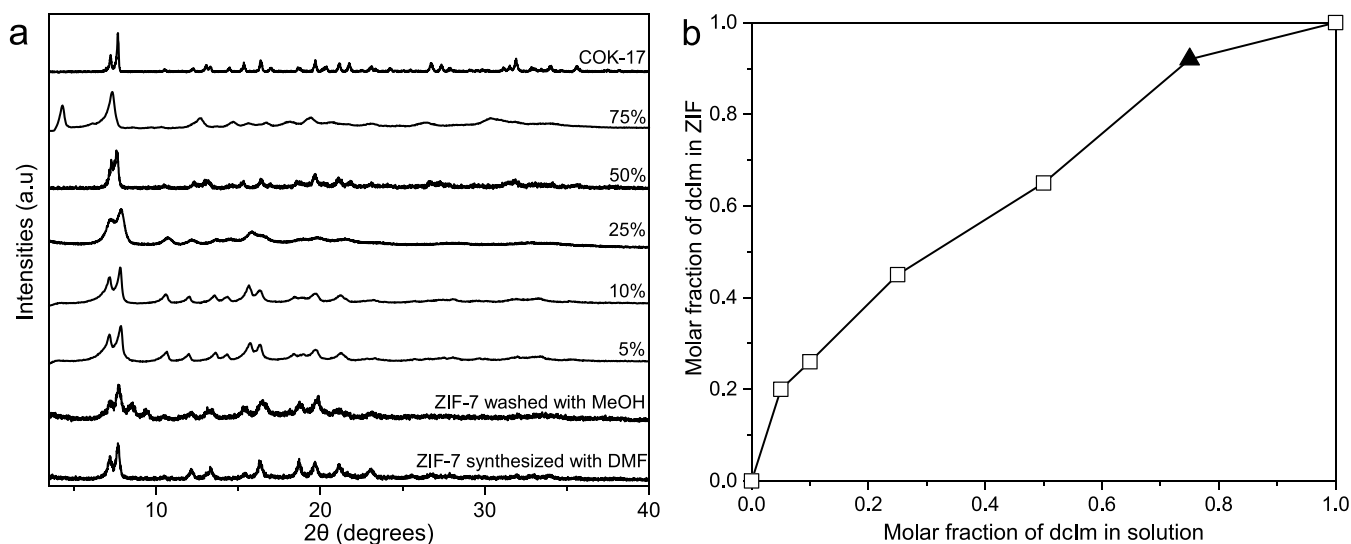 a
Intensities (a.u)
COK-17
75%
50%
25%
10%
5%
ZIF-7 washed with MeOH
ZIF-7 synthesized with DMF
10
20
30
40
2θ (degrees)
b
Molar fraction of dcIm in ZIF
1.0
0.8
0.6
0.4
0.2
0.0
0.0
0.2
0.4
0.6
0.8
1.0
Molar fraction of dcIm in solution